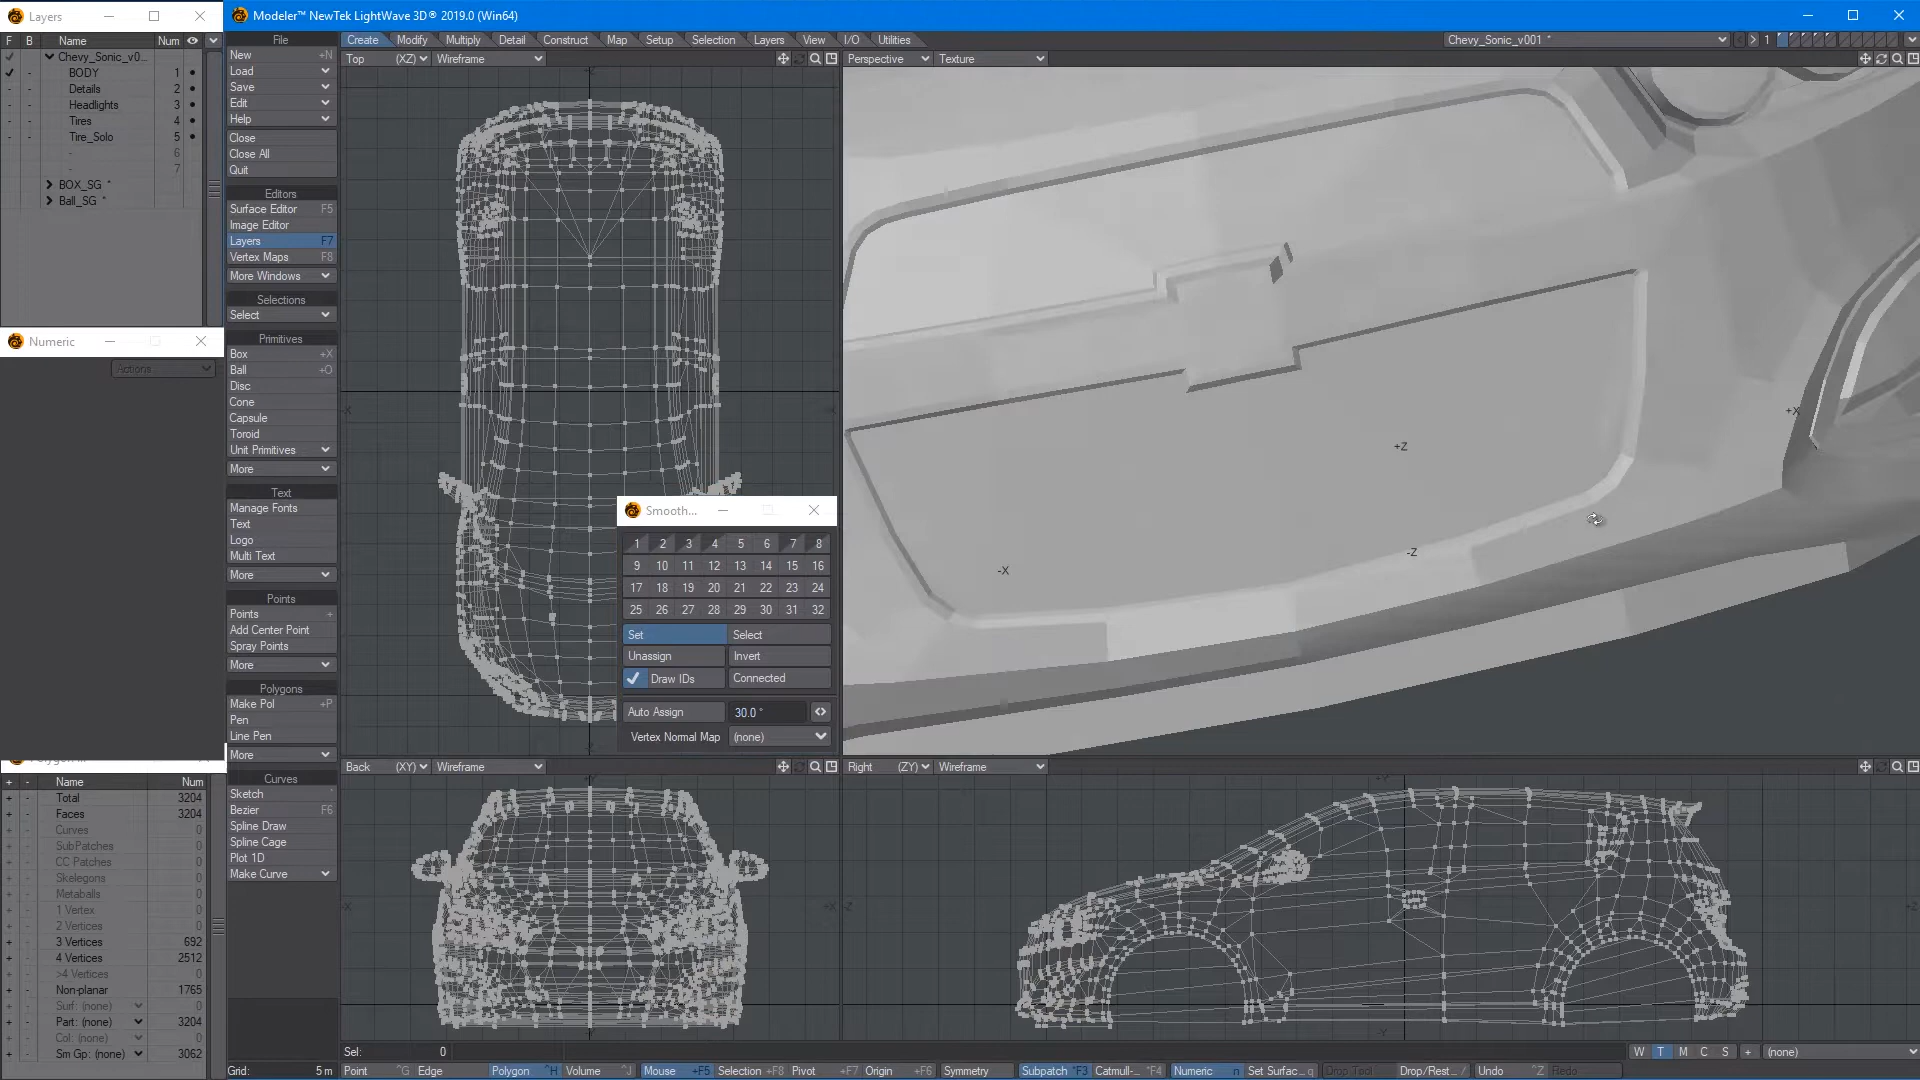 Layers
Modeler™ NewTek LightWave 3D® 2019.0 (Win64)
F B Name Num
Chevy_Sonic_v0...
BODY 1
Details 2
Headlights 3
Tires 4
Tire_Solo 5
- 6
- 7
BOX_SG *
Ball_SG *
Numeric
Actions
+ - Name Num
+ - Total 3204
+ - Faces 3204
+ - Curves 0
+ - SubPatches 0
+ - CC Patches 0
+ - Skelegons 0
+ - Metaballs 0
+ - 1 Vertex 0
+ - 2 Vertices 0
+ - 3 Vertices 692
+ - 4 Vertices 2512
+ - >4 Vertices 0
+ - Non-planar 1765
+ - Surf: (none) 0
+ - Part: (none) 3204
+ - Col: (none) 0
+ - Sm Gp: (none) 3062
File
New +N
Load
Save
Edit
Help
Close
Close All
Quit
Editors
Surface Editor F5
Image Editor
Layers F7
Vertex Maps F8
More Windows
Selections
Select
Primitives
Box +X
Ball +O
Disc
Cone
Capsule
Toroid
Unit Primitives
More
Text
Manage Fonts
Text
Logo
Multi Text
More
Points
Points +
Add Center Point
Spray Points
More
Polygons
Make Pol +P
Pen
Line Pen
More
Curves
Sketch
Bezier F6
Spline Draw
Spline Cage
Plot 1D
Make Curve
Grid: 5 m
Create Modify Multiply Detail Construct Map Setup Selection Layers View I/O Utilities Chevy_Sonic_v001 * 1
Top (XZ) Wireframe
Perspective Texture
+X
+Z
-Z
-X
Smooth...
1 2 3 4 5 6 7 8
9 10 11 12 13 14 15 16
17 18 19 20 21 22 23 24
25 26 27 28 29 30 31 32
Set Select
Unassign Invert
Draw IDs Connected
Auto Assign 30.0 °
Vertex Normal Map (none)
Back (XY) Wireframe
Right (ZY) Wireframe
Sel: 0
W T M C S + (none)
Point ^G Edge Polygon ^H Volume ^J Mouse +F5 Selection +F8 Pivot +F7 Origin +F6 Symmetry Subpatch ^F3 Catmull-... ^F4 Numeric n Set Surfac... q Drop Tool Drop/Rest... / Undo ^Z Redo